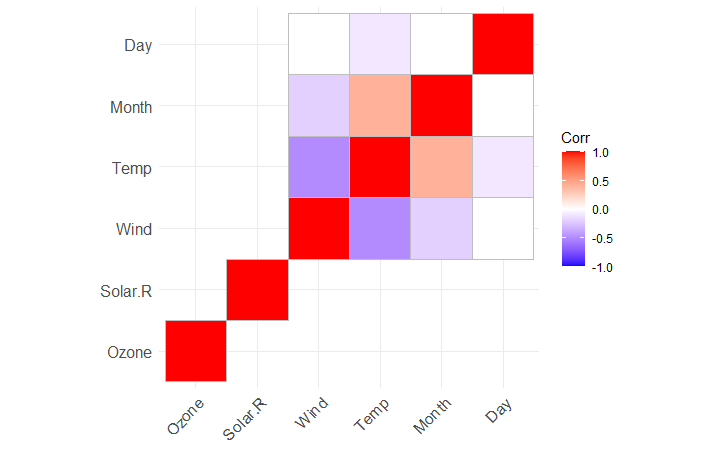 Day
Month
Temp
Wind
Solar.R
Ozone
Ozone
Solar.R
Wind
Temp
Month
Day
Corr
1.0
0.5
0.0
-0.5
-1.0